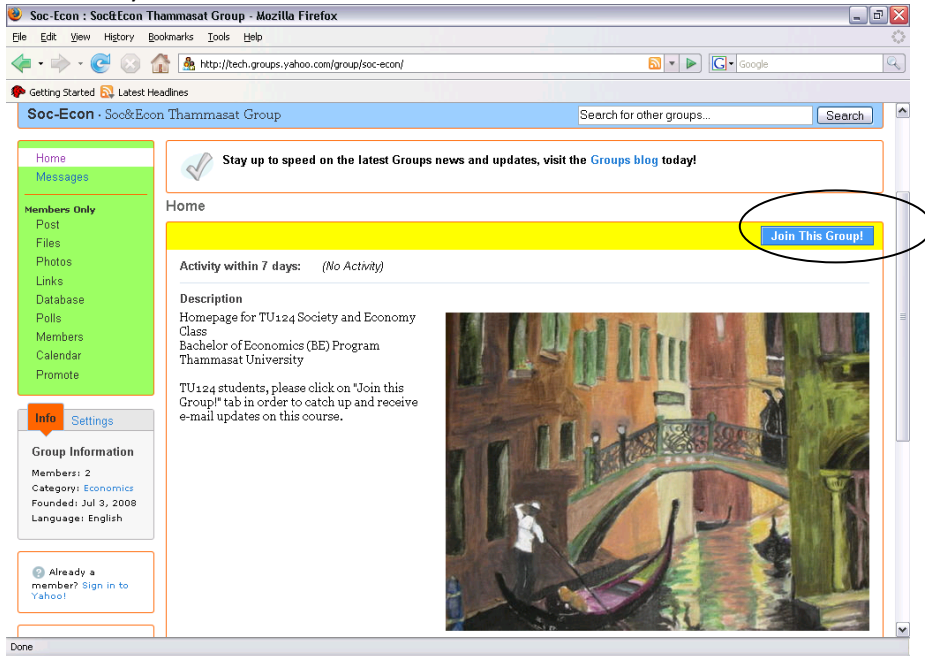 Soc-Econ : Soc&Econ Thammasat Group - Mozilla Firefox
File Edit View History Bookmarks Tools Help
http://tech.groups.yahoo.com/group/soc-econ/
G Google
Getting Started Latest Headlines
Soc-Econ · Soc&Econ Thammasat Group
Search for other groups...
Search
Home
Messages
Members Only
Post
Files
Photos
Links
Database
Polls
Members
Calendar
Promote
Info Settings
Group Information
Members: 2
Category: Economics
Founded: Jul 3, 2008
Language: English
Already a
member? Sign in to
Yahoo!
Stay up to speed on the latest Groups news and updates, visit the Groups blog today!
Home
Join This Group!
Activity within 7 days: (No Activity)
Description
Homepage for TU124 Society and Economy
Class
Bachelor of Economics (BE) Program
Thammasat University
TU124 students, please click on "Join this
Group!" tab in order to catch up and receive
e-mail updates on this course.
Done